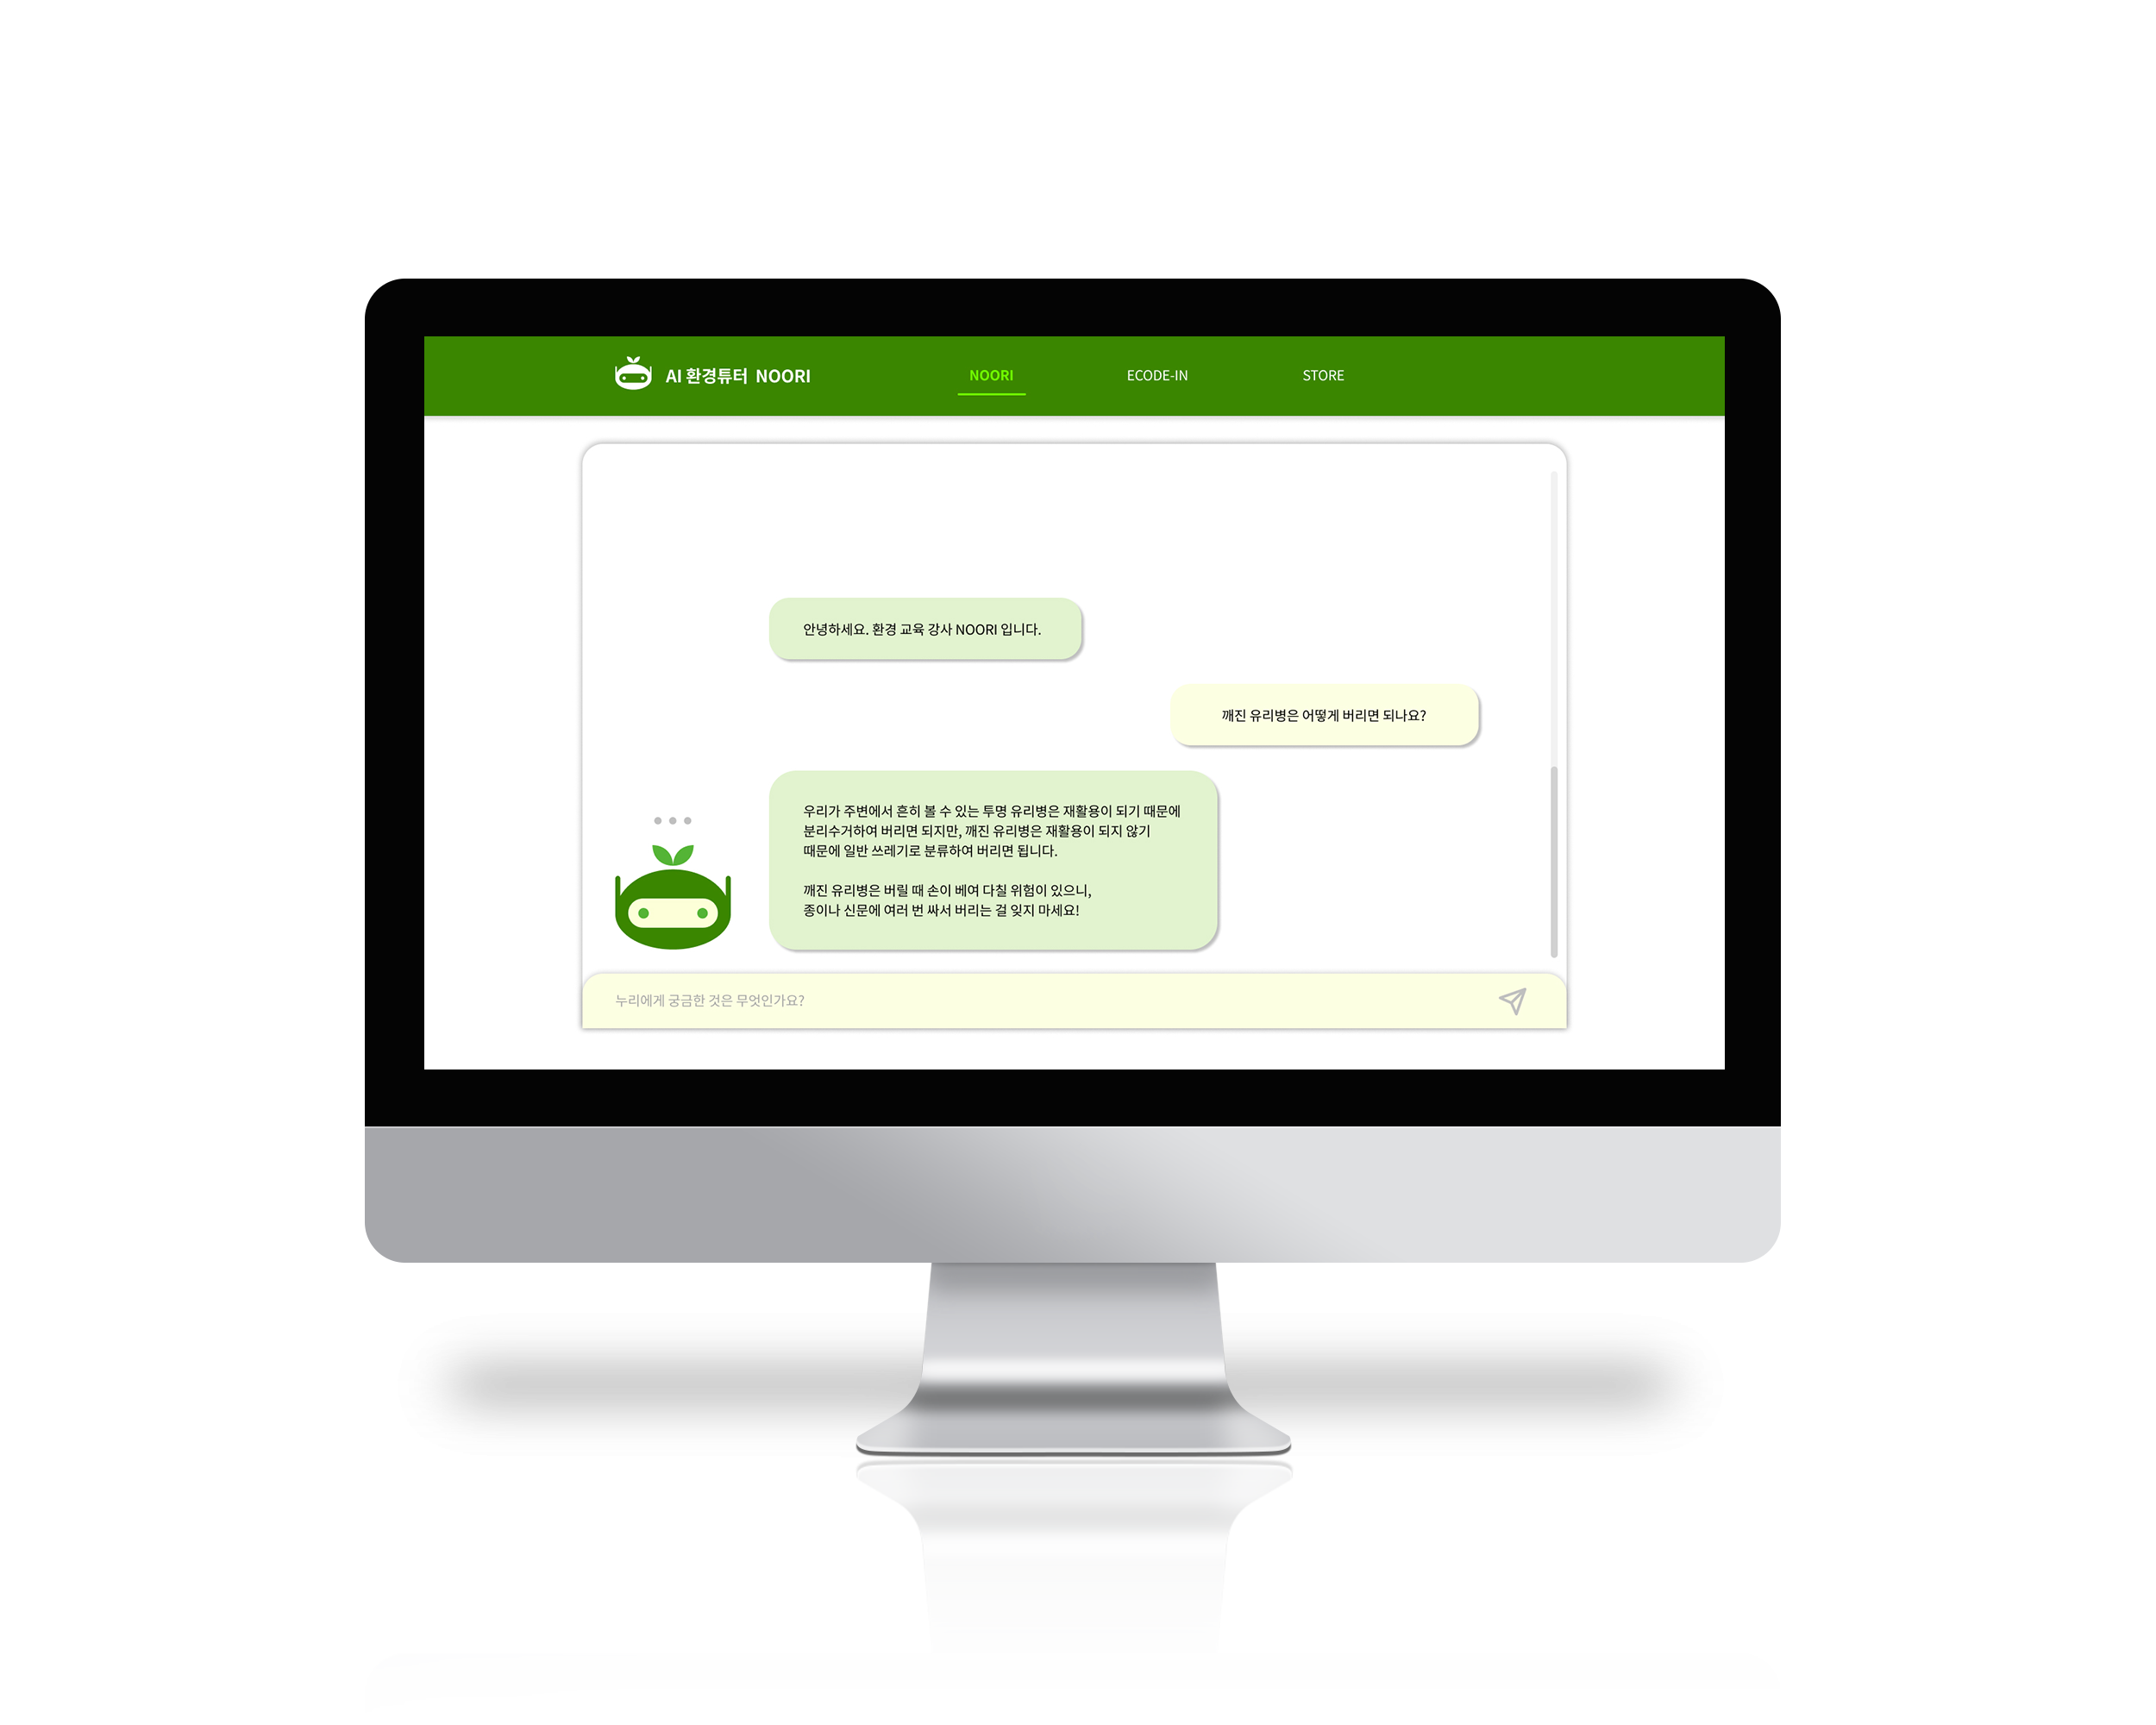 AI 환경튜터 NOORI
NOORI
ECODE-IN
STORE
안녕하세요. 환경 교육 강사 NOORI 입니다.
깨진 유리병은 어떻게 버리면 되나요?
우리가 주변에서 흔히 볼 수 있는 투명 유리병은 재활용이 되기 때문에
분리수거하여 버리면 되지만, 깨진 유리병은 재활용이 되지 않기
때문에 일반 쓰레기로 분류하여 버리면 됩니다.
깨진 유리병은 버릴 때 손이 베여 다칠 위험이 있으니,
종이나 신문에 여러 번 싸서 버리는 걸 잊지 마세요!
누리에게 궁금한 것은 무엇인가요?